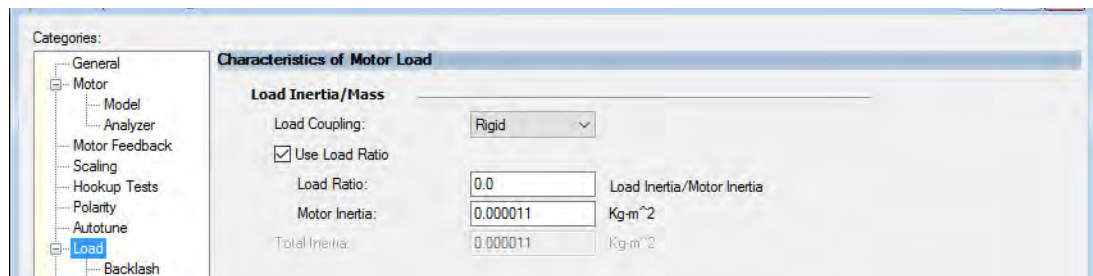 Categories:
General
Motor
Model
Analyzer
Motor Feedback
Scaling
Hookup Tests
Polarity
Autotune
Load
Backlash
Characteristics of Motor Load
Load Inertia/Mass
Load Coupling: Rigid
Use Load Ratio
Load Ratio: 0.0 Load Inertia/Motor Inertia
Motor Inertia: 0.000011 Kg-m^2
Total Inertia: 0.000011 Kg-m^2